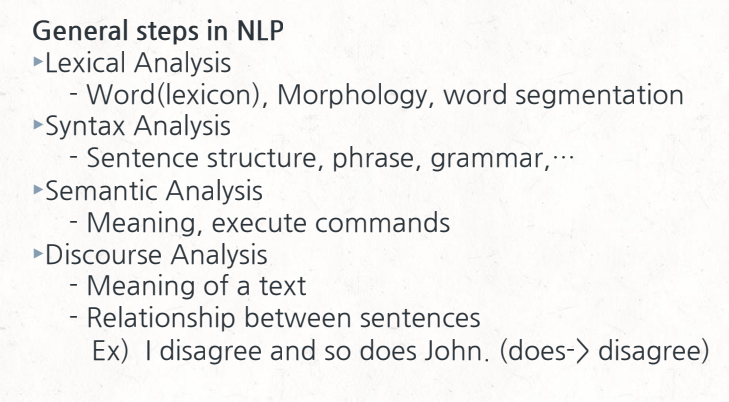 General steps in NLP
▸Lexical Analysis
- Word(lexicon), Morphology, word segmentation
▸Syntax Analysis
- Sentence structure, phrase, grammar,⋯
▸Semantic Analysis
- Meaning, execute commands
▸Discourse Analysis
- Meaning of a text
- Relationship between sentences
Ex) I disagree and so does John. (does-> disagree)